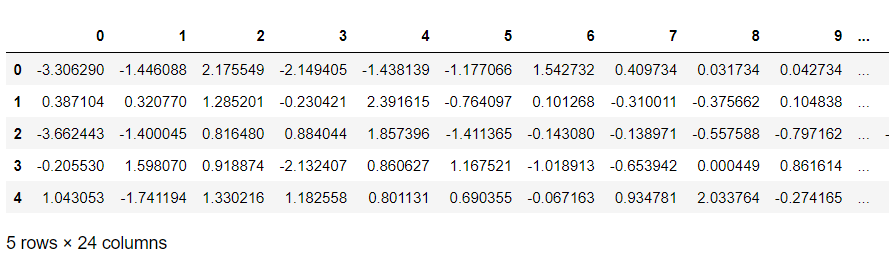 0 1 2 3 4 5 6 7 8 9 ...
0 -3.306290 -1.446088 2.175549 -2.149405 -1.438139 -1.177066 1.542732 0.409734 0.031734 0.042734 ...
1 0.387104 0.320770 1.285201 -0.230421 2.391615 -0.764097 0.101268 -0.310011 -0.375662 0.104838 ...
2 -3.662443 -1.400045 0.816480 0.884044 1.857396 -1.411365 -0.143080 -0.138971 -0.557588 -0.797162 ... -
3 -0.205530 1.598070 0.918874 -2.132407 0.860627 1.167521 -1.018913 -0.653942 0.000449 0.861614 ...
4 1.043053 -1.741194 1.330216 1.182558 0.801131 0.690355 -0.067163 0.934781 2.033764 -0.274165 ...
5 rows × 24 columns